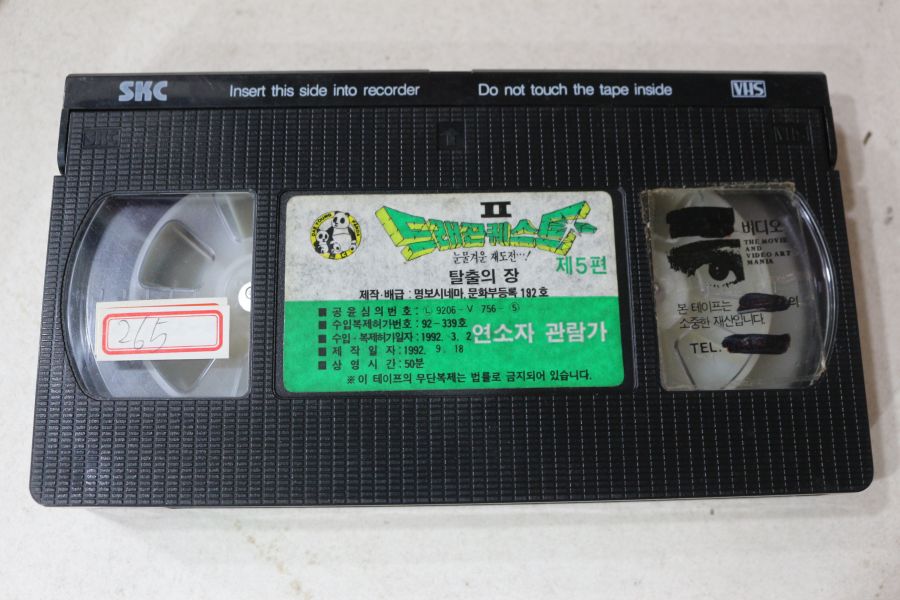 SKC
Insert this side into recorder
Do not touch the tape inside
VHS
II
드래곤퀘스트
눈물겨운 재도전…!
제5편
탈출의 장
제작·배급 : 명보시네마, 문화부등록 192호
■ 공윤심의번호 : Ⓛ 9206-V 756-⑤
■ 수입복제허가번호 : 92-339호
■ 수입·복제허가일자 : 1992. 3. 2
■ 제작일자 : 1992. 9. 18
■ 상영시간 : 50분
연소자 관람가
※이 테이프의 무단복제는 법률로 금지되어 있습니다.
265
비디오
THE MOVIE
AND
VIDEO ART
MANIA
본 테이프는
의
소중한 재산입니다.
TEL.